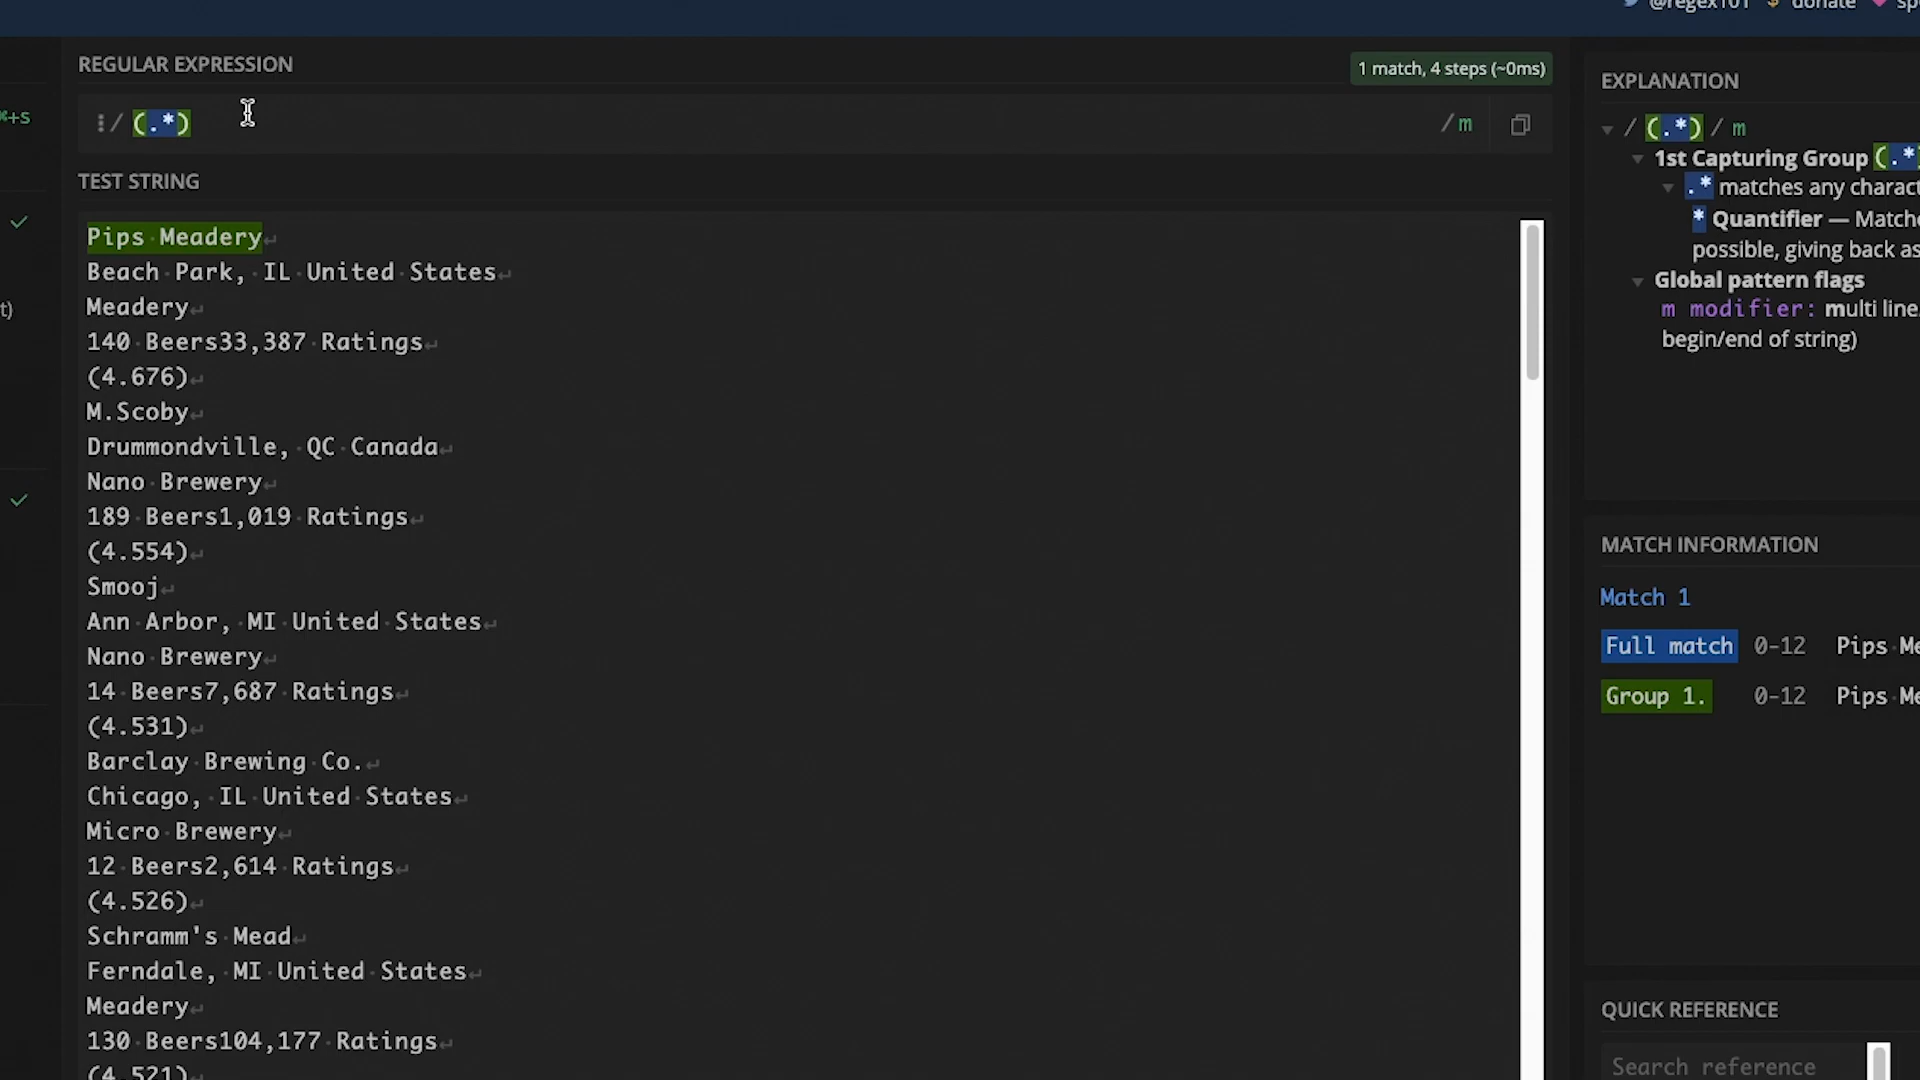 @regex101 $ donate
REGULAR EXPRESSION
1 match, 4 steps (~0ms)
⌘+S
/ (.*)
/ m
TEST STRING
Pips Meadery
Beach Park, IL United States
Meadery
140 Beers33,387 Ratings
(4.676)
M.Scoby
Drummondville, QC Canada
Nano Brewery
189 Beers1,019 Ratings
(4.554)
Smooj
Ann Arbor, MI United States
Nano Brewery
14 Beers7,687 Ratings
(4.531)
Barclay Brewing Co.
Chicago, IL United States
Micro Brewery
12 Beers2,614 Ratings
(4.526)
Schramm's Mead
Ferndale, MI United States
Meadery
130 Beers104,177 Ratings
(4.521)
t)
EXPLANATION
/ (.*) / m
1st Capturing Group (.*
.* matches any charact
* Quantifier — Matche
possible, giving back as
Global pattern flags
m modifier: multi line
begin/end of string)
MATCH INFORMATION
Match 1
Full match 0-12 Pips Me
Group 1. 0-12 Pips Me
QUICK REFERENCE
Search reference